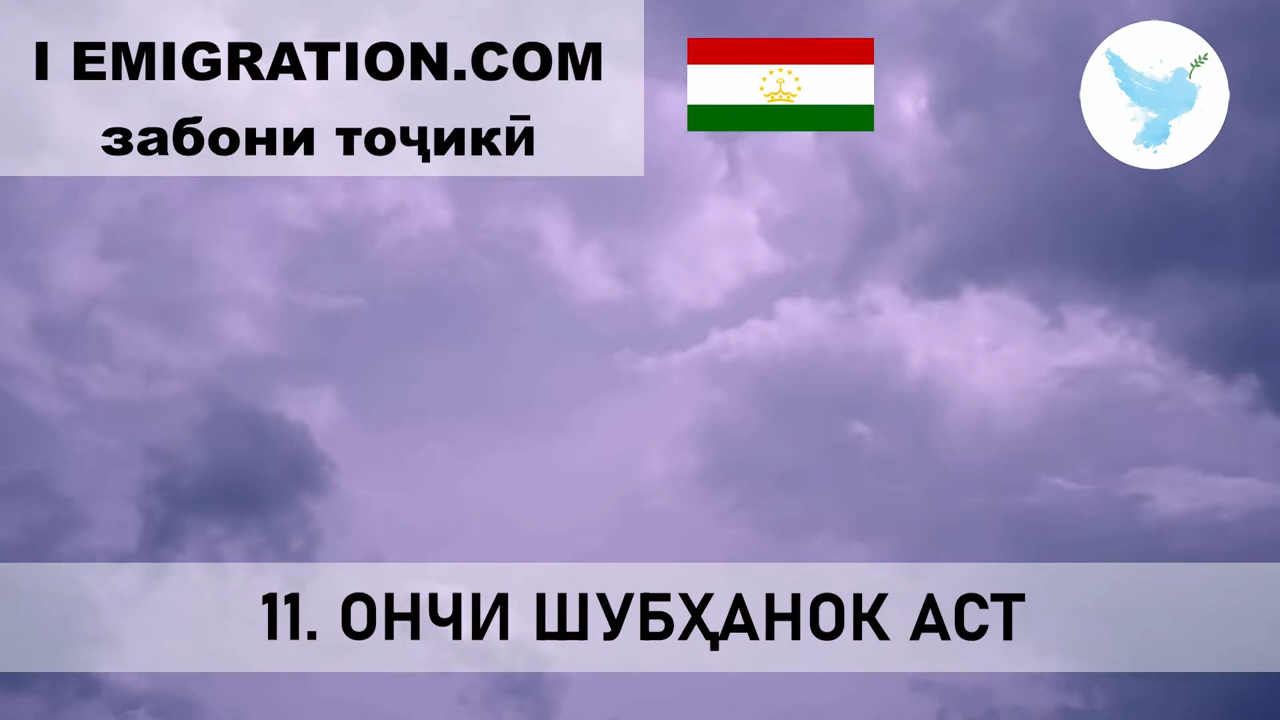 I EMIGRATION.COM
забони тоҷикӣ
11. ОНЧИ ШУБҲАНОК АСТ